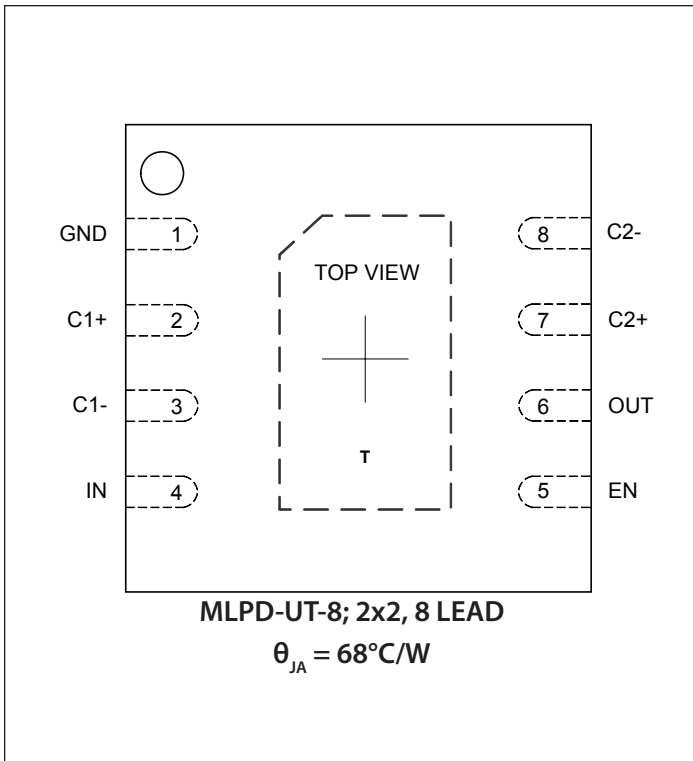 GND 1 8 C2-
TOP VIEW
C1+ 2 7 C2+
C1- 3 6 OUT
T
IN 4 5 EN
MLPD-UT-8; 2x2, 8 LEAD
θJA = 68°C/W